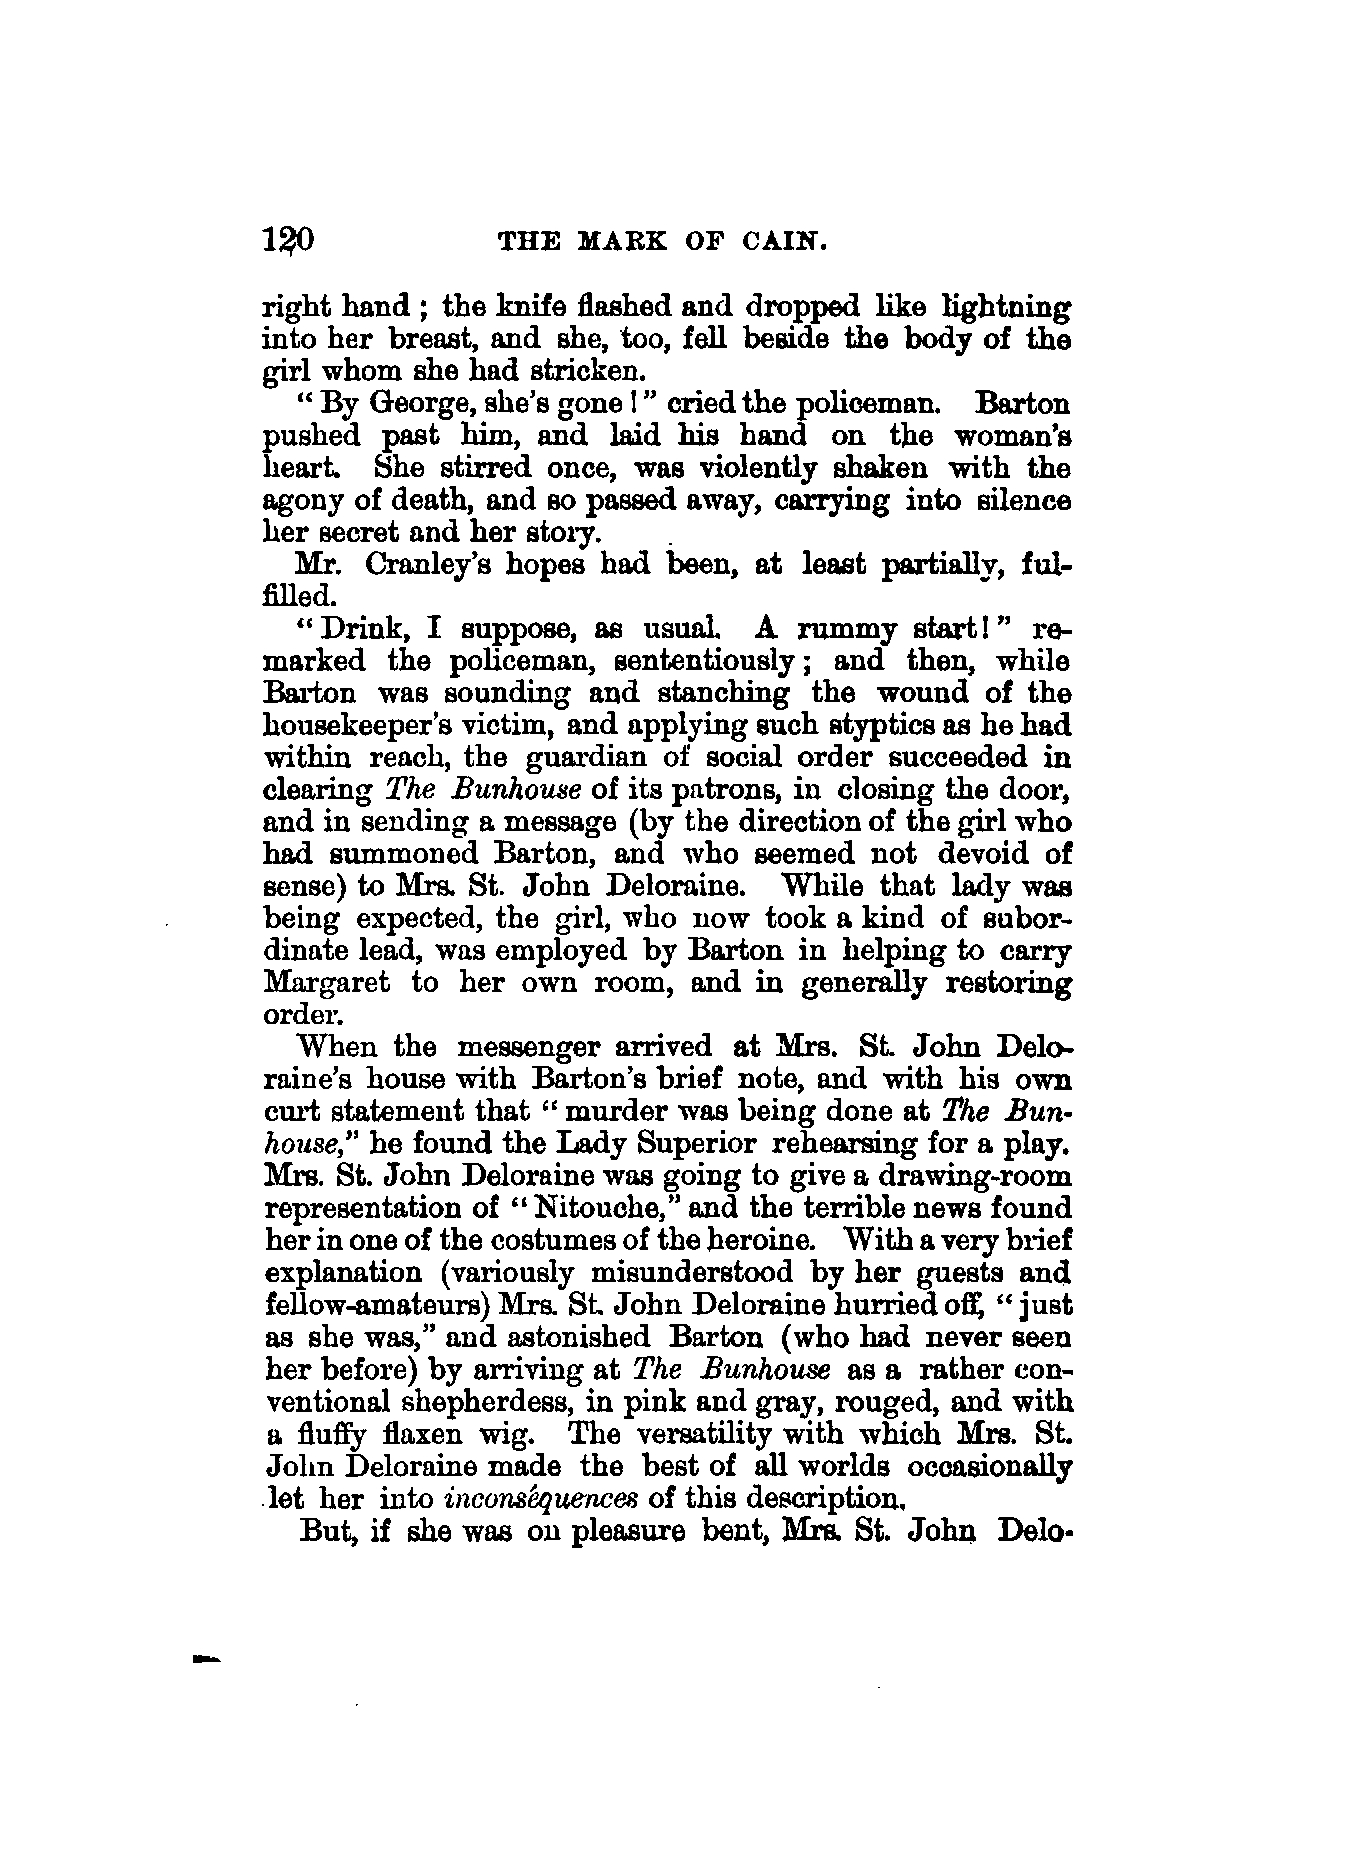 120 THE MARK OF CAIN.
right hand ; the knife flashed and dropped like lightning
into her breast, and she, too, fell beside the body of the
girl whom she had stricken.
“ By George, she’s gone ! ” cried the policeman. Barton
pushed past him, and laid his hand on the woman’s
heart. She stirred once, was violently shaken with the
agony of death, and so passed away, carrying into silence
her secret and her story.
Mr. Cranley’s hopes had been, at least partially, ful-
filled.
“ Drink, I suppose, as usual. A rummy start ! ” re-
marked the policeman, sententiously ; and then, while
Barton was sounding and stanching the wound of the
housekeeper’s victim, and applying such styptics as he had
within reach, the guardian of social order succeeded in
clearing The Bunhouse of its patrons, in closing the door,
and in sending a message (by the direction of the girl who
had summoned Barton, and who seemed not devoid of
sense) to Mrs. St. John Deloraine. While that lady was
being expected, the girl, who now took a kind of subor-
dinate lead, was employed by Barton in helping to carry
Margaret to her own room, and in generally restoring
order.
When the messenger arrived at Mrs. St. John Delo-
raine’s house with Barton’s brief note, and with his own
curt statement that “ murder was being done at The Bun-
house,” he found the Lady Superior rehearsing for a play.
Mrs. St. John Deloraine was going to give a drawing-room
representation of “ Nitouche,” and the terrible news found
her in one of the costumes of the heroine. With a very brief
explanation (variously misunderstood by her guests and
fellow-amateurs) Mrs. St. John Deloraine hurried off, “ just
as she was,” and astonished Barton (who had never seen
her before) by arriving at The Bunhouse as a rather con-
ventional shepherdess, in pink and gray, rouged, and with
a fluffy flaxen wig. The versatility with which Mrs. St.
John Deloraine made the best of all worlds occasionally
let her into inconséquences of this description.
But, if she was on pleasure bent, Mrs. St. John Delo-